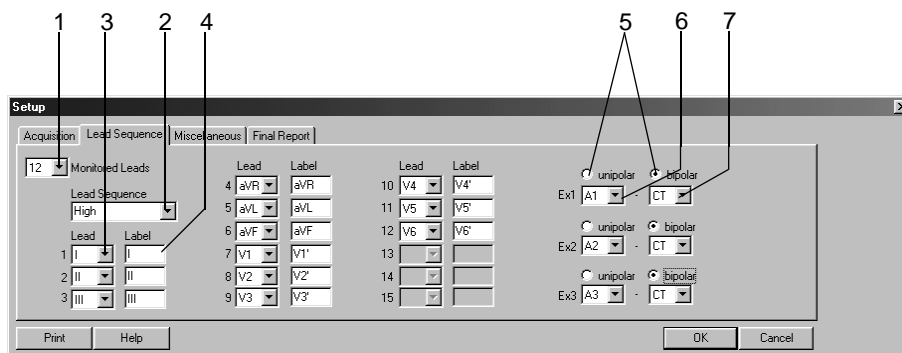 1 3 2 4 5 6 7
Setup
Acquisition Lead Sequence Miscellaneous Final Report
12 Monitored Leads
Lead Sequence
High
Lead Label
1 I I
2 II II
3 III III
Lead Label
4 aVR aVR
5 aVL aVL
6 aVF aVF
7 V1 V1'
8 V2 V2'
9 V3 V3'
Lead Label
10 V4 V4'
11 V5 V5'
12 V6 V6'
13
14
15
unipolar bipolar
Ex1 A1 - CT
unipolar bipolar
Ex2 A2 - CT
unipolar bipolar
Ex3 A3 - CT
Print Help OK Cancel